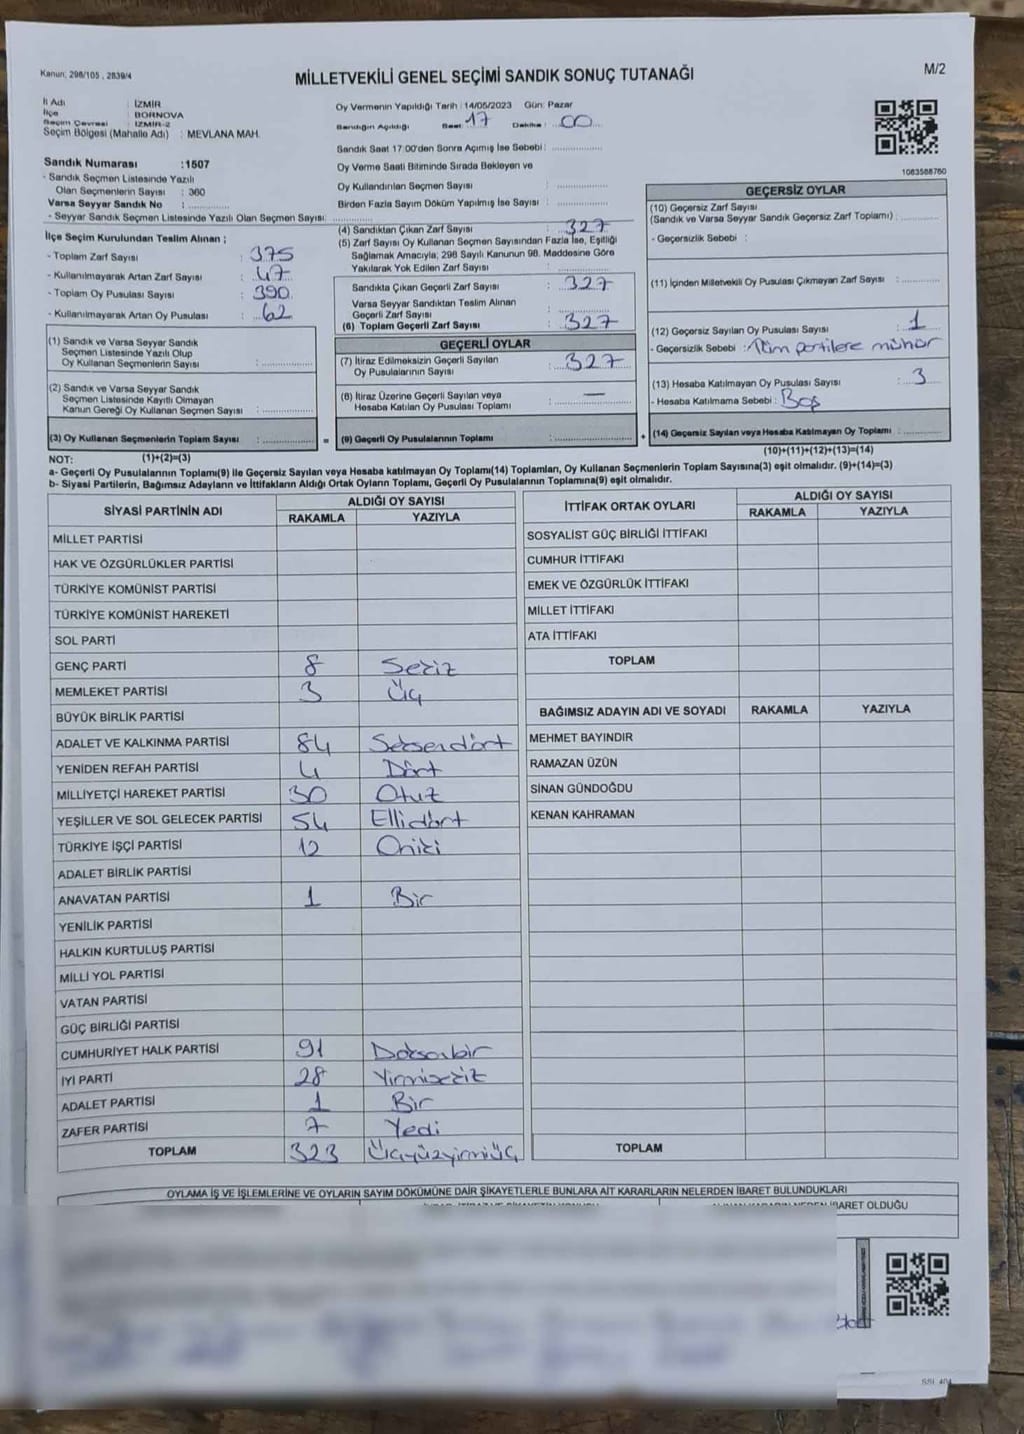 Kanun, 298/105 , 2839/4
MİLLETVEKİLİ GENEL SEÇİMİ SANDIK SONUÇ TUTANAĞI
M/2
İl Adı : İZMİR
İlçe : BORNOVA
Seçim Çevresi : İZMİR-2
Seçim Bölgesi (Mahalle Adı) : MEVLANA MAH.
Sandık Numarası :1507
- Sandık Seçmen Listesinde Yazılı
Olan Seçmenlerin Sayısı : 360
Varsa Seyyar Sandık No :
- Seyyar Sandık Seçmen Listesinde Yazılı Olan Seçmen Sayısı:
İlçe Seçim Kurulundan Teslim Alınan ;
- Toplam Zarf Sayısı : 375
- Kullanılmayarak Artan Zarf Sayısı : 47
- Toplam Oy Pusulası Sayısı : 390
- Kullanılmayarak Artan Oy Pusulası : 62
(1) Sandık ve Varsa Seyyar Sandık
Seçmen Listesinde Yazılı Olup
Oy Kullanan Seçmenlerin Sayısı :
(2) Sandık ve Varsa Seyyar Sandık
Seçmen Listesinde Kayıtlı Olmayan
Kanun Gereği Oy Kullanan Seçmen Sayısı :
(3) Oy Kullanan Seçmenlerin Toplam Sayısı : =
Oy Vermenin Yapıldığı Tarih : 14/05/2023 Gün: Pazar
Sandığın Açıldığı Saat : 17 Dakika : 00
Sandık Saat 17:00'den Sonra Açılmış İse Sebebi :
Oy Verme Saati Bitiminde Sırada Bekleyen ve
Oy Kullandırılan Seçmen Sayısı :
Birden Fazla Sayım Döküm Yapılmış İse Sayısı :
(4) Sandıktan Çıkan Zarf Sayısı : 327
(5) Zarf Sayısı Oy Kullanan Seçmen Sayısından Fazla İse, Eşitliği
Sağlamak Amacıyla; 298 Sayılı Kanunun 98. Maddesine Göre
Yakılarak Yok Edilen Zarf Sayısı :
Sandıkta Çıkan Geçerli Zarf Sayısı : 327
Varsa Seyyar Sandıktan Teslim Alınan
Geçerli Zarf Sayısı :
(6) Toplam Geçerli Zarf Sayısı : 327
GEÇERLİ OYLAR
(7) İtiraz Edilmeksizin Geçerli Sayılan
Oy Pusulalarının Sayısı : 327
(8) İtiraz Üzerine Geçerli Sayılan veya
Hesaba Katılan Oy Pusulası Toplamı : —
(9) Geçerli Oy Pusulalarının Toplamı : +
1083588760
GEÇERSİZ OYLAR
(10) Geçersiz Zarf Sayısı
(Sandık ve Varsa Seyyar Sandık Geçersiz Zarf Toplamı) :
- Geçersizlik Sebebi :
(11) İçinden Milletvekili Oy Pusulası Çıkmayan Zarf Sayısı :
(12) Geçersiz Sayılan Oy Pusulası Sayısı : 1
- Geçersizlik Sebebi : Tüm partilere mühür
(13) Hesaba Katılmayan Oy Pusulası Sayısı : 3
- Hesaba Katılmama Sebebi : Boş
(14) Geçersiz Sayılan veya Hesaba Katılmayan Oy Toplamı :
NOT: (1)+(2)=(3) (10)+(11)+(12)+(13)=(14)
a- Geçerli Oy Pusulalarının Toplamı(9) ile Geçersiz Sayılan veya Hesaba katılmayan Oy Toplamı(14) Toplamları, Oy Kullanan Seçmenlerin Toplam Sayısına(3) eşit olmalıdır. (9)+(14)=(3)
b- Siyasi Partilerin, Bağımsız Adayların ve İttifakların Aldığı Ortak Oyların Toplamı, Geçerli Oy Pusulalarının Toplamına(9) eşit olmalıdır.
SİYASİ PARTİNİN ADI ALDIĞI OY SAYISI
RAKAMLA YAZIYLA
MİLLET PARTİSİ
HAK VE ÖZGÜRLÜKLER PARTİSİ
TÜRKİYE KOMÜNİST PARTİSİ
TÜRKİYE KOMÜNİST HAREKETİ
SOL PARTİ
GENÇ PARTİ 8 Sekiz
MEMLEKET PARTİSİ 3 Üç
BÜYÜK BİRLİK PARTİSİ
ADALET VE KALKINMA PARTİSİ 84 Seksendört
YENİDEN REFAH PARTİSİ 4 Dört
MİLLİYETÇİ HAREKET PARTİSİ 30 Otuz
YEŞİLLER VE SOL GELECEK PARTİSİ 54 Ellidört
TÜRKİYE İŞÇİ PARTİSİ 12 Oniki
ADALET BİRLİK PARTİSİ
ANAVATAN PARTİSİ 1 Bir
YENİLİK PARTİSİ
HALKIN KURTULUŞ PARTİSİ
MİLLİ YOL PARTİSİ
VATAN PARTİSİ
GÜÇ BİRLİĞİ PARTİSİ
CUMHURİYET HALK PARTİSİ 91 Doksanbir
İYİ PARTİ 28 Yirmisekiz
ADALET PARTİSİ 1 Bir
ZAFER PARTİSİ 7 Yedi
TOPLAM 323 Üçyüzyirmiüç
İTTİFAK ORTAK OYLARI ALDIĞI OY SAYISI
RAKAMLA YAZIYLA
SOSYALİST GÜÇ BİRLİĞİ İTTİFAKI
CUMHUR İTTİFAKI
EMEK VE ÖZGÜRLÜK İTTİFAKI
MİLLET İTTİFAKI
ATA İTTİFAKI
TOPLAM
BAĞIMSIZ ADAYIN ADI VE SOYADI RAKAMLA YAZIYLA
MEHMET BAYINDIR
RAMAZAN ÜZÜN
SİNAN GÜNDOĞDU
KENAN KAHRAMAN
TOPLAM
OYLAMA İŞ VE İŞLEMLERİNE VE OYLARIN SAYIM DÖKÜMÜNE DAİR ŞİKAYETLERLE BUNLARA AİT KARARLARIN NELERDEN İBARET BULUNDUKLARI
İBARET OLDUĞU